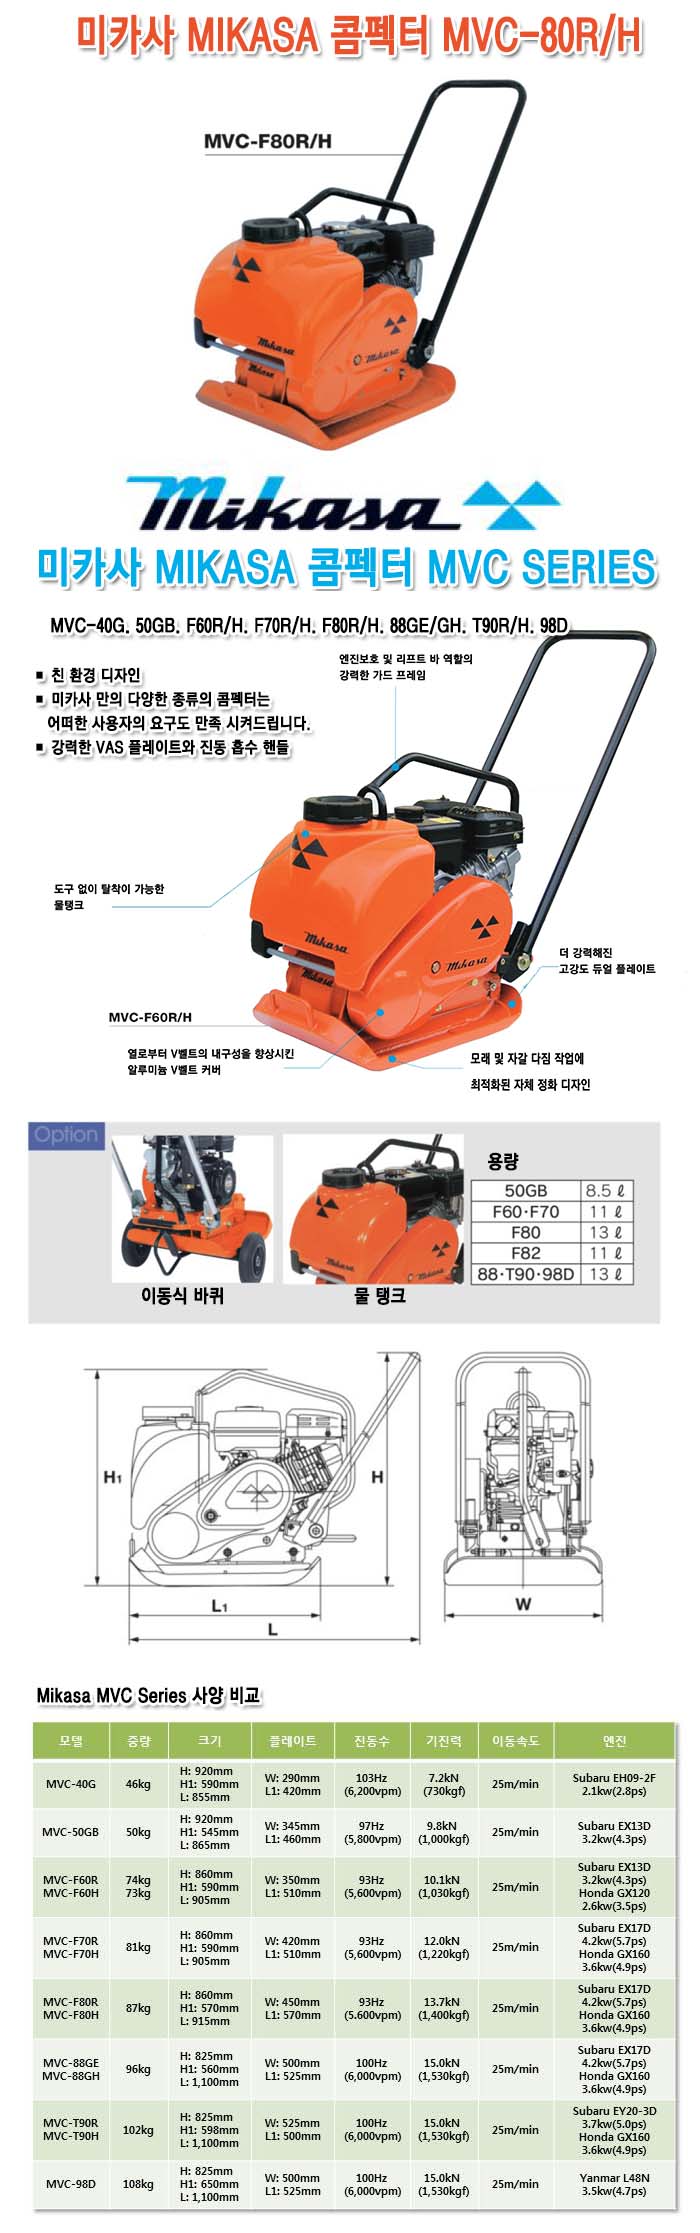 미카사 MIKASA 콤펙터 MVC-80R/H
MVC-F80R/H
mikasa
mikasa
mikasa
mikasa
미카사 MIKASA 콤펙터 MVC SERIES
MVC-40G. 50GB. F60R/H. F70R/H. F80R/H. 88GE/GH. T90R/H. 98D
■ 친 환경 디자인
■ 미카사 만의 다양한 종류의 콤펙터는
어떠한 사용자의 요구도 만족 시켜드립니다.
■ 강력한 VAS 플레이트와 진동 흡수 핸들
엔진보호 및 리프트 바 역할의
강력한 가드 프레임
도구 없이 탈착이 가능한
물탱크
mikasa
mikasa
mikasa
더 강력해진
고강도 듀얼 플레이트
MVC-F60R/H
열로부터 V벨트의 내구성을 향상시킨
알루미늄 V벨트 커버
모래 및 자갈 다짐 작업에
최적화된 자체 정화 디자인
Option
이동식 바퀴
mikasa
물 탱크
용량
50GB 8.5 ℓ
F60·F70 11 ℓ
F80 13 ℓ
F82 11 ℓ
88·T90·98D 13 ℓ
H1
H
L1
L
W
Mikasa MVC Series 사양 비교
모델 중량 크기 플레이트 진동수 기진력 이동속도 엔진
MVC-40G 46kg H: 920mm H1: 590mm L: 855mm W: 290mm L1: 420mm 103Hz (6,200vpm) 7.2kN (730kgf) 25m/min Subaru EH09-2F 2.1kw(2.8ps)
MVC-50GB 50kg H: 920mm H1: 545mm L: 865mm W: 345mm L1: 460mm 97Hz (5,800vpm) 9.8kN (1,000kgf) 25m/min Subaru EX13D 3.2kw(4.3ps)
MVC-F60R MVC-F60H 74kg 73kg H: 860mm H1: 590mm L: 905mm W: 350mm L1: 510mm 93Hz (5,600vpm) 10.1kN (1,030kgf) 25m/min Subaru EX13D 3.2kw(4.3ps) Honda GX120 2.6kw(3.5ps)
MVC-F70R MVC-F70H 81kg H: 860mm H1: 590mm L: 905mm W: 420mm L1: 510mm 93Hz (5,600vpm) 12.0kN (1,220kgf) 25m/min Subaru EX17D 4.2kw(5.7ps) Honda GX160 3.6kw(4.9ps)
MVC-F80R MVC-F80H 87kg H: 860mm H1: 570mm L: 915mm W: 450mm L1: 570mm 93Hz (5.600vpm) 13.7kN (1,400kgf) 25m/min Subaru EX17D 4.2kw(5.7ps) Honda GX160 3.6kw(4.9ps)
MVC-88GE MVC-88GH 96kg H: 825mm H1: 560mm L: 1,100mm W: 500mm L1: 525mm 100Hz (6,000vpm) 15.0kN (1,530kgf) 25m/min Subaru EX17D 4.2kw(5.7ps) Honda GX160 3.6kw(4.9ps)
MVC-T90R MVC-T90H 102kg H: 825mm H1: 598mm L: 1,100mm W: 525mm L1: 500mm 100Hz (6,000vpm) 15.0kN (1,530kgf) 25m/min Subaru EY20-3D 3.7kw(5.0ps) Honda GX160 3.6kw(4.9ps)
MVC-98D 108kg H: 825mm H1: 650mm L: 1,100mm W: 500mm L1: 525mm 100Hz (6,000vpm) 15.0kN (1,530kgf) 25m/min Yanmar L48N 3.5kw(4.7ps)